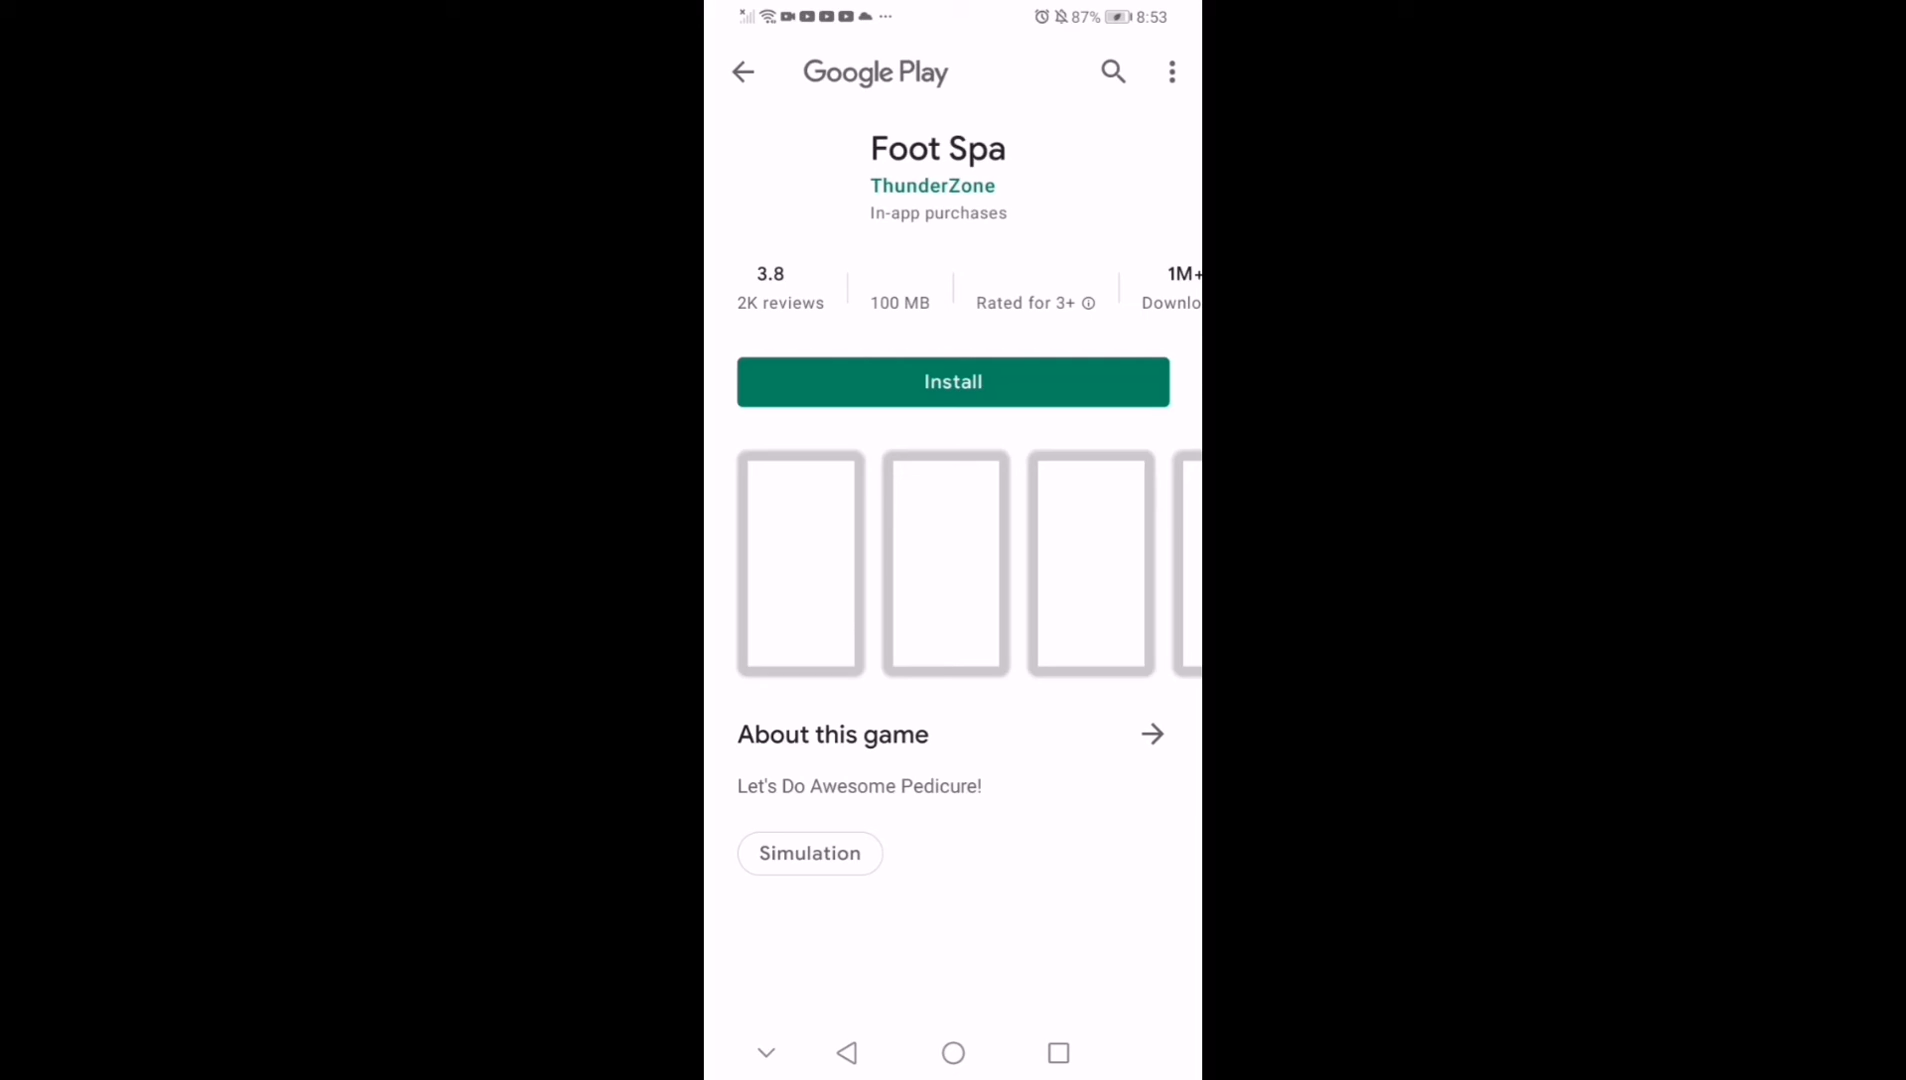 87% 8:53
Google Play
Foot Spa
ThunderZone
In-app purchases
3.8
2K reviews
100 MB
Rated for 3+
1M+
Downlo
Install
About this game
Let's Do Awesome Pedicure!
Simulation